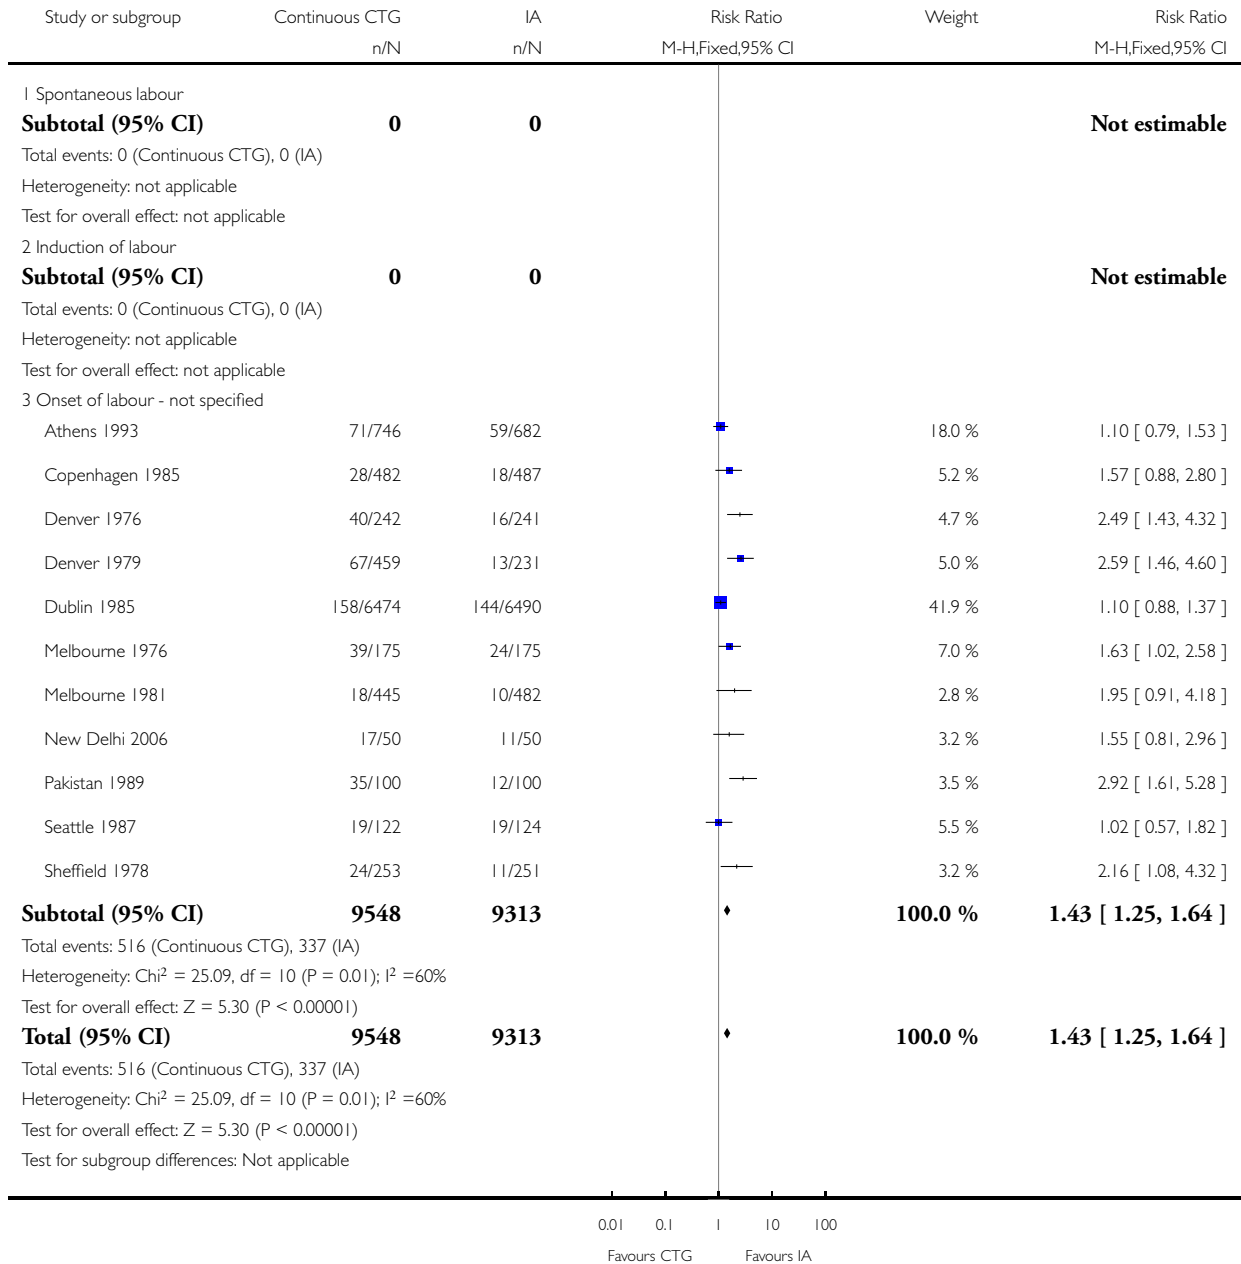 Study or subgroup Continuous CTG IA Risk Ratio Weight Risk Ratio
n/N n/N M-H,Fixed,95% CI M-H,Fixed,95% CI
1 Spontaneous labour
Subtotal (95% CI) 0 0 Not estimable
Total events: 0 (Continuous CTG), 0 (IA)
Heterogeneity: not applicable
Test for overall effect: not applicable
2 Induction of labour
Subtotal (95% CI) 0 0 Not estimable
Total events: 0 (Continuous CTG), 0 (IA)
Heterogeneity: not applicable
Test for overall effect: not applicable
3 Onset of labour - not specified
Athens 1993 71/746 59/682 18.0 % 1.10 [ 0.79, 1.53 ]
Copenhagen 1985 28/482 18/487 5.2 % 1.57 [ 0.88, 2.80 ]
Denver 1976 40/242 16/241 4.7 % 2.49 [ 1.43, 4.32 ]
Denver 1979 67/459 13/231 5.0 % 2.59 [ 1.46, 4.60 ]
Dublin 1985 158/6474 144/6490 41.9 % 1.10 [ 0.88, 1.37 ]
Melbourne 1976 39/175 24/175 7.0 % 1.63 [ 1.02, 2.58 ]
Melbourne 1981 18/445 10/482 2.8 % 1.95 [ 0.91, 4.18 ]
New Delhi 2006 17/50 11/50 3.2 % 1.55 [ 0.81, 2.96 ]
Pakistan 1989 35/100 12/100 3.5 % 2.92 [ 1.61, 5.28 ]
Seattle 1987 19/122 19/124 5.5 % 1.02 [ 0.57, 1.82 ]
Sheffield 1978 24/253 11/251 3.2 % 2.16 [ 1.08, 4.32 ]
Subtotal (95% CI) 9548 9313 100.0 % 1.43 [ 1.25, 1.64 ]
Total events: 516 (Continuous CTG), 337 (IA)
Heterogeneity: Chi² = 25.09, df = 10 (P = 0.01); I² =60%
Test for overall effect: Z = 5.30 (P < 0.00001)
Total (95% CI) 9548 9313 100.0 % 1.43 [ 1.25, 1.64 ]
Total events: 516 (Continuous CTG), 337 (IA)
Heterogeneity: Chi² = 25.09, df = 10 (P = 0.01); I² =60%
Test for overall effect: Z = 5.30 (P < 0.00001)
Test for subgroup differences: Not applicable
0.01 0.1 1 10 100
Favours CTG Favours IA